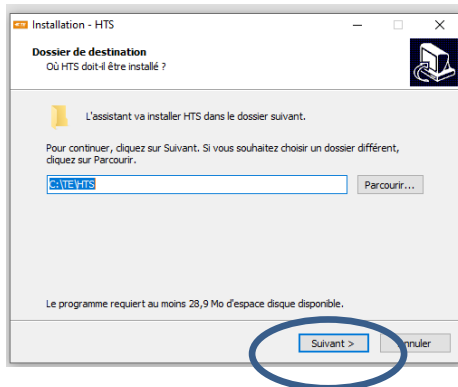 Installation - HTS
Dossier de destination
Où HTS doit-il être installé ?
L'assistant va installer HTS dans le dossier suivant.
Pour continuer, cliquez sur Suivant. Si vous souhaitez choisir un dossier différent,
cliquez sur Parcourir.
C:\TE\HTS
Parcourir...
Le programme requiert au moins 28,9 Mo d'espace disque disponible.
Suivant >
Annuler